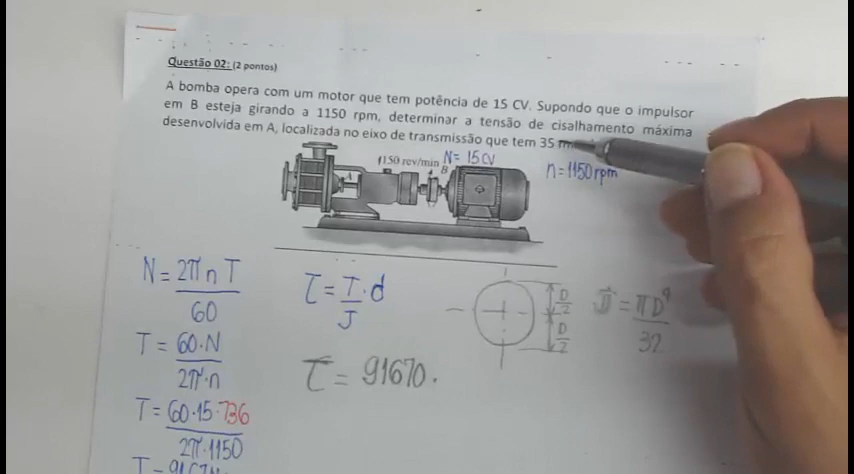 Questão 02: (2 pontos)
A bomba opera com um motor que tem potência de 15 CV. Supondo que o impulsor
em B esteja girando a 1150 rpm, determinar a tensão de cisalhamento máxima
desenvolvida em A, localizada no eixo de transmissão que tem 35 m
1150 rev/min N = 15 CV
A B n = 1150 rpm
N = 2π n T / 60
τ = T / J · d
D/2
D/2
J = πD⁴ / 32
T = 60·N / 2π·n
τ = 91670.
T = 60·15·736 / 2π·1150